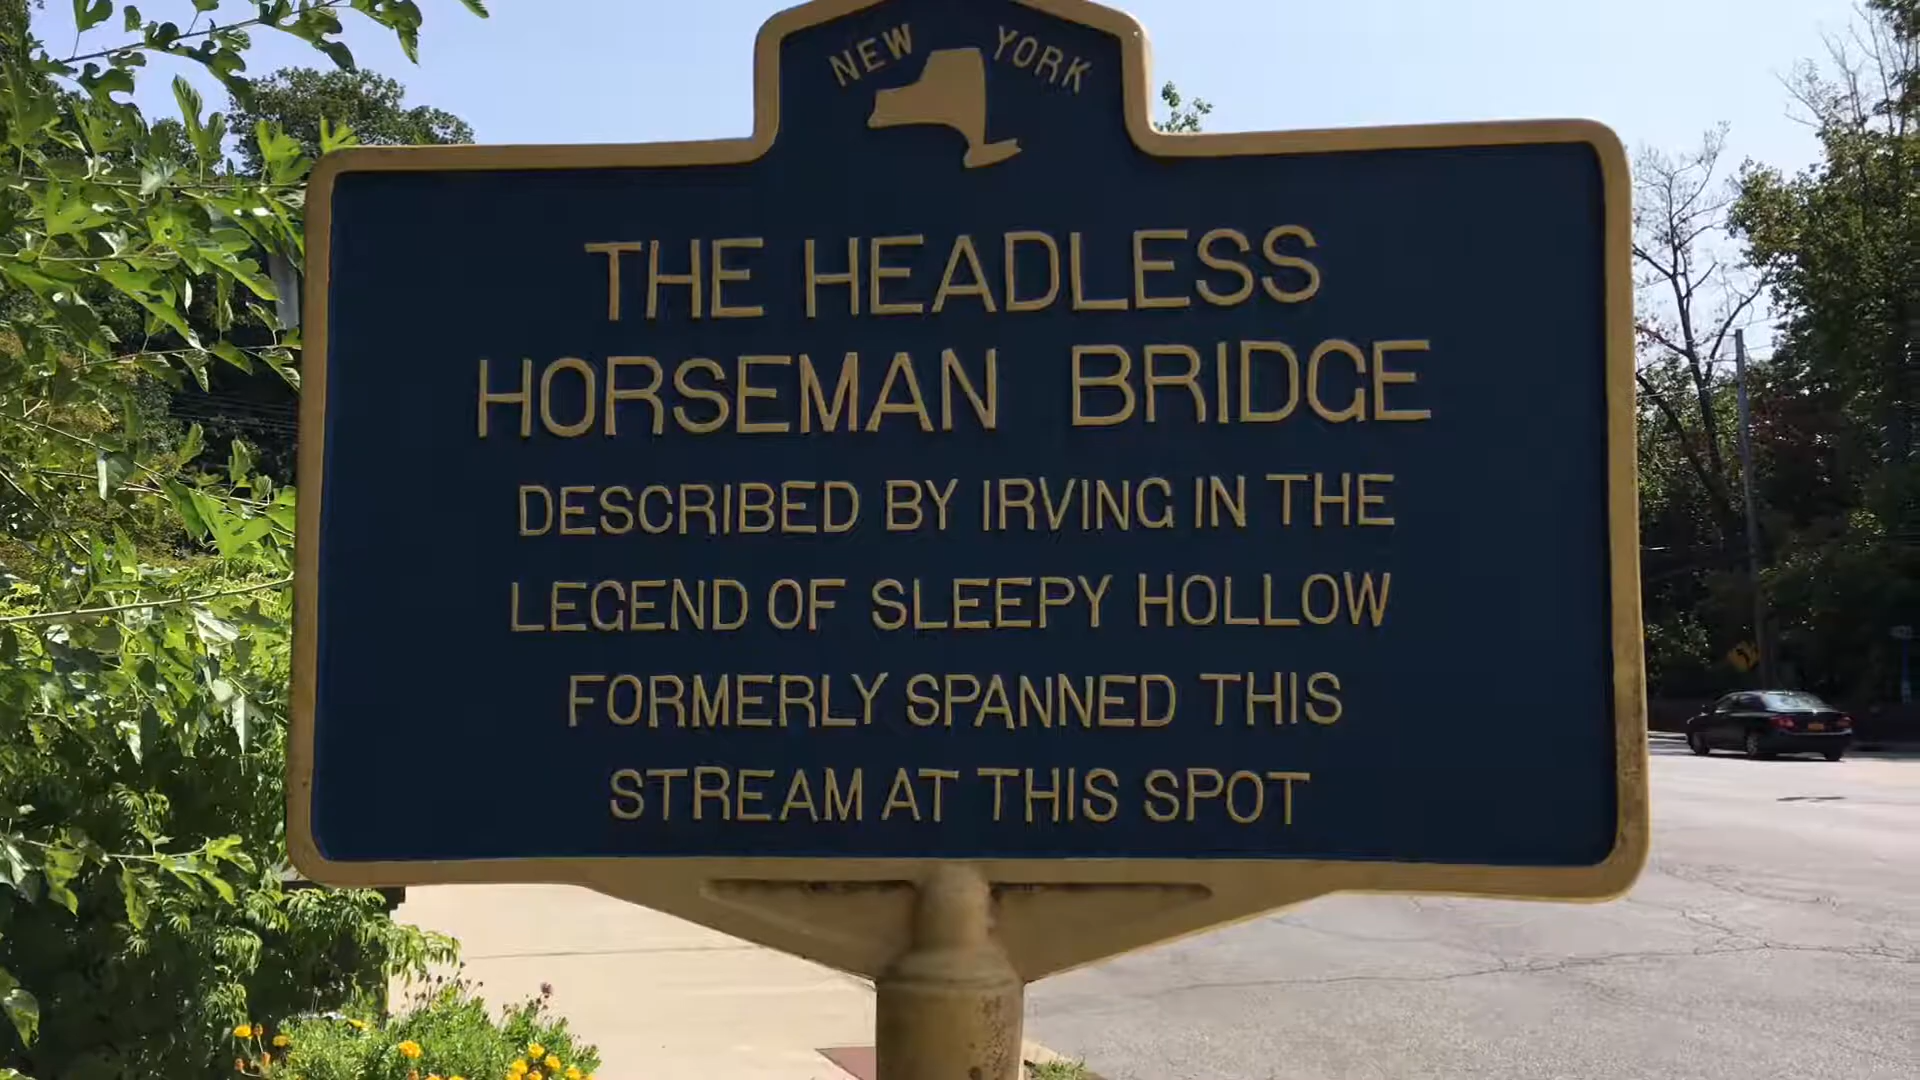 NEW YORK
THE HEADLESS
HORSEMAN BRIDGE
DESCRIBED BY IRVING IN THE
LEGEND OF SLEEPY HOLLOW
FORMERLY SPANNED THIS
STREAM AT THIS SPOT